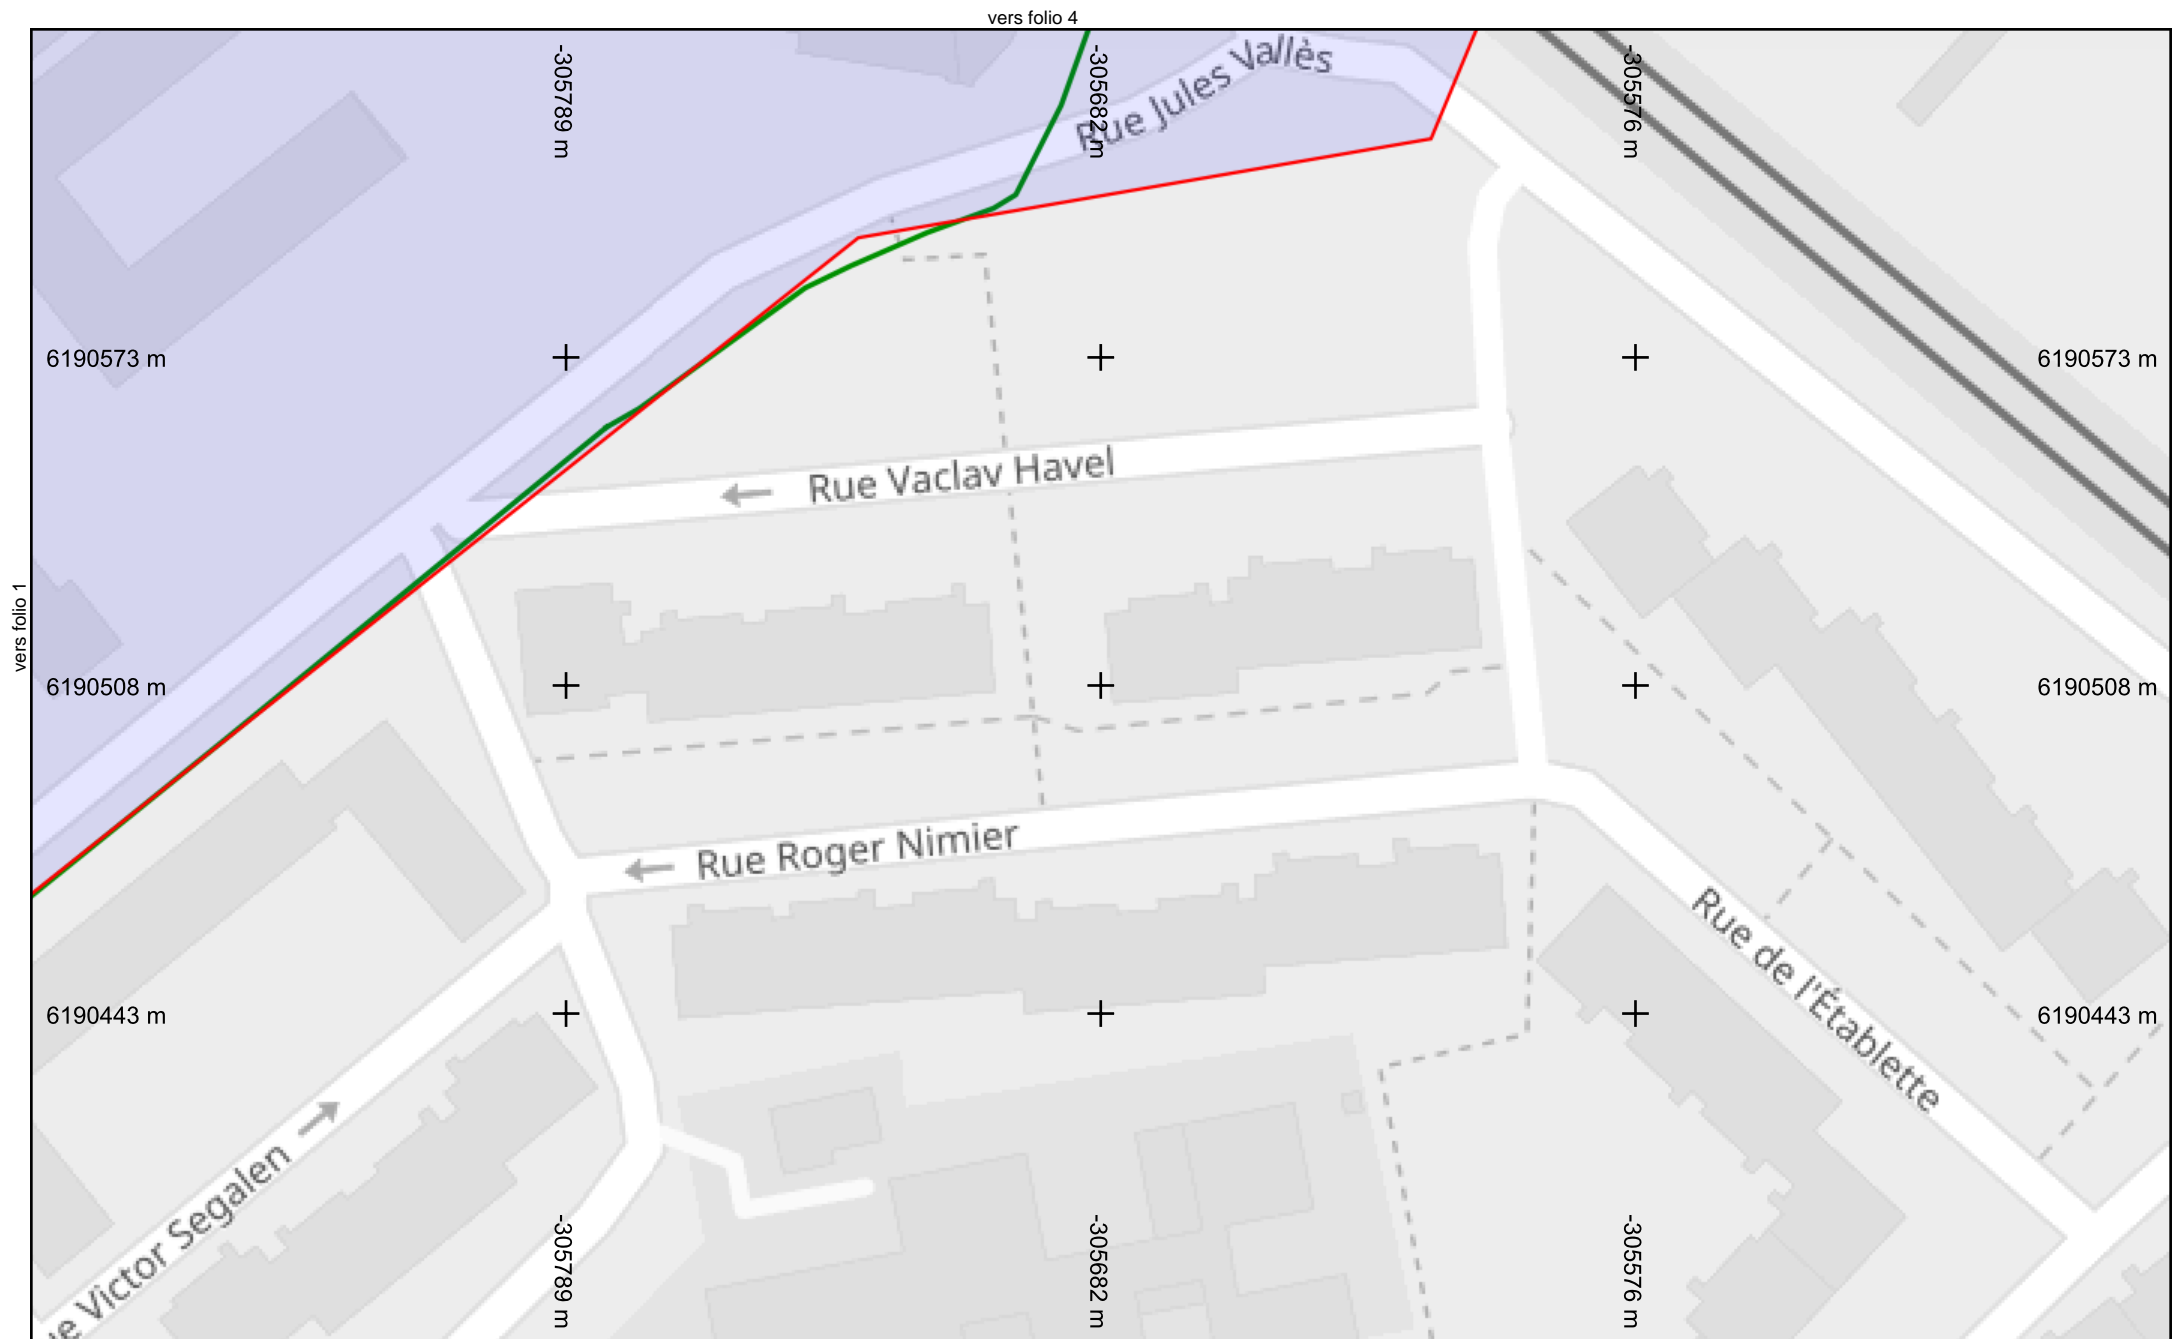 vers folio 4
-305789 m
-305682 m
-305576 m
Rue Jules Vallès
6190573 m
6190573 m
Rue Vaclav Havel
vers folio 1
6190508 m
6190508 m
Rue Roger Nimier
Rue de l'Établette
6190443 m
6190443 m
Victor Segalen
-305789 m
-305682 m
-305576 m